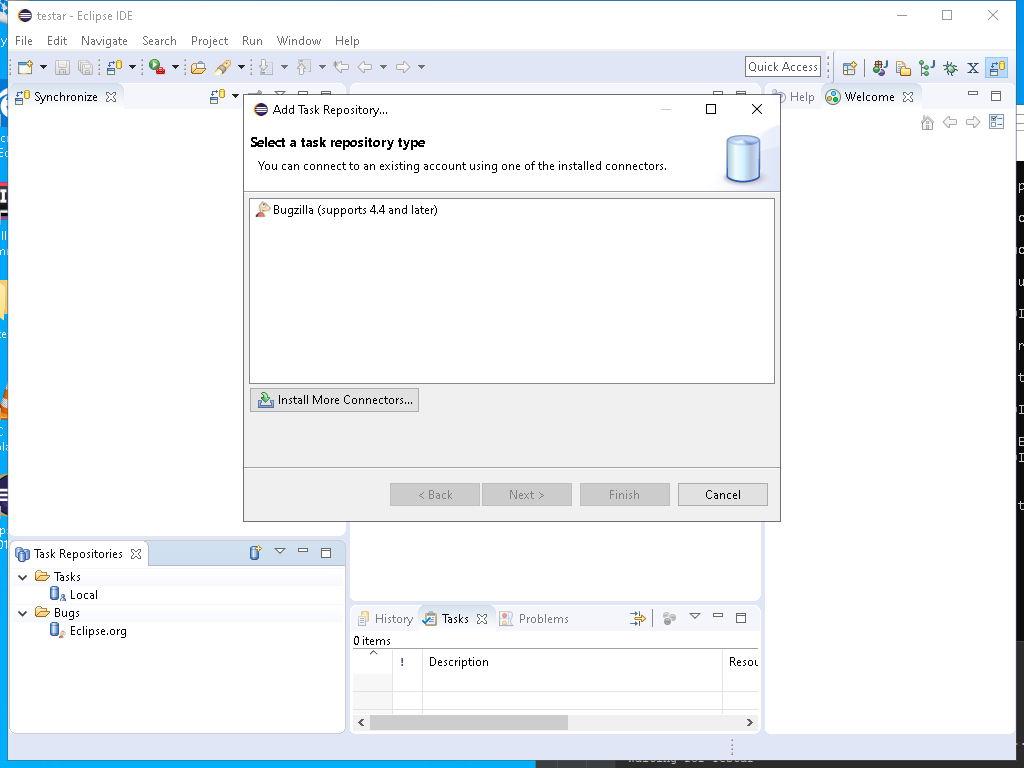 testar - Eclipse IDE
File Edit Navigate Search Project Run Window Help
Quick Access
Synchronize
Help
Welcome
Add Task Repository...
Select a task repository type
You can connect to an existing account using one of the installed connectors.
Bugzilla (supports 4.4 and later)
Install More Connectors...
< Back
Next >
Finish
Cancel
Task Repositories
Tasks
Local
Bugs
Eclipse.org
History
Tasks
Problems
0 items
! Description